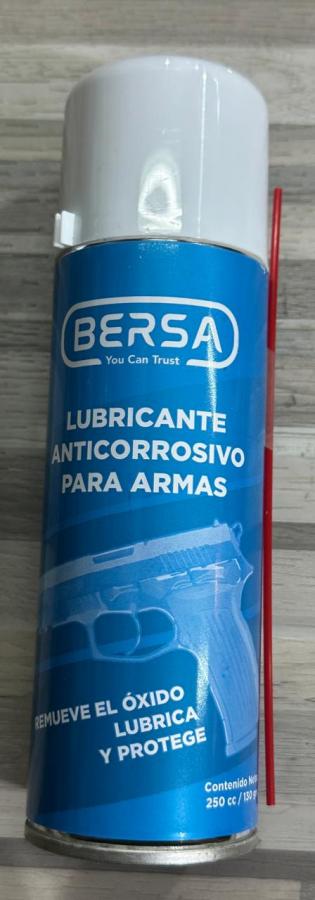 BERSA
You Can Trust
LUBRICANTE
ANTICORROSIVO
PARA ARMAS
REMUEVE EL ÓXIDO
LUBRICA
Y PROTEGE
Contenido
250 cc / 130